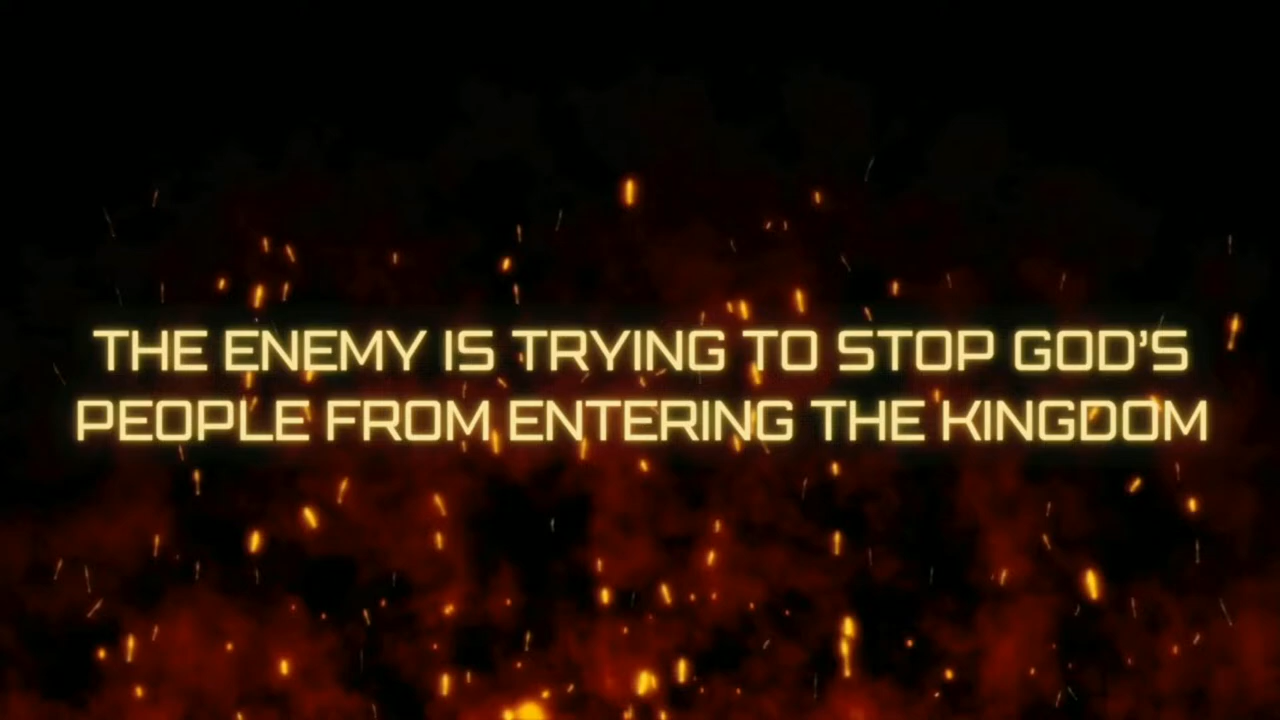 THE ENEMY IS TRYING TO STOP GOD’S
PEOPLE FROM ENTERING THE KINGDOM